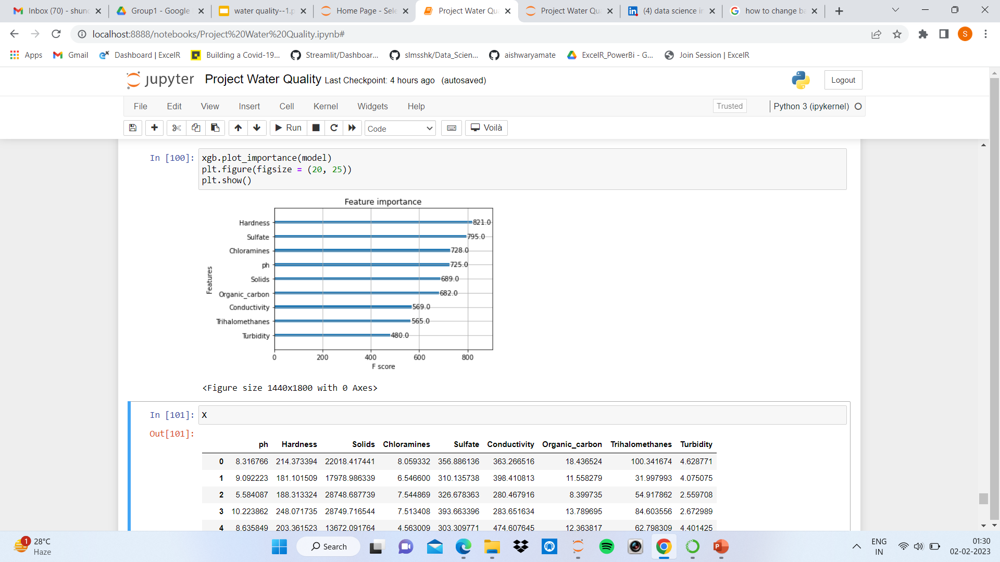 Inbox (70) - shund
Group1 - Google
water quality--1.p
Home Page - Sele
Project Water Qu
Project Water Qu
(4) data science in
how to change ba
localhost:8888/notebooks/Project%20Water%20Quality.ipynb#
S
Apps
Gmail
Dashboard | ExcelR
Building a Covid-19...
Streamlit/Dashboar...
slmsshk/Data_Scien...
aishwaryamate
ExcelR_PowerBi - G...
Join Session | ExcelR
jupyter Project Water Quality Last Checkpoint: 4 hours ago (autosaved)
Logout
File Edit View Insert Cell Kernel Widgets Help
Trusted
Python 3 (ipykernel)
Run
Code
Voilà
In [100]:
xgb.plot_importance(model)
plt.figure(figsize = (20, 25))
plt.show()
Feature importance
Features
Hardness 821.0
Sulfate 795.0
Chloramines 728.0
ph 725.0
Solids 689.0
Organic_carbon 682.0
Conductivity 569.0
Trihalomethanes 565.0
Turbidity 480.0
0 200 400 600 800
F score
<Figure size 1440x1800 with 0 Axes>
In [101]: X
Out[101]:
ph Hardness Solids Chloramines Sulfate Conductivity Organic_carbon Trihalomethanes Turbidity
0 8.316766 214.373394 22018.417441 8.059332 356.886136 363.266516 18.436524 100.341674 4.628771
1 9.092223 181.101509 17978.986339 6.546600 310.135738 398.410813 11.558279 31.997993 4.075075
2 5.584087 188.313324 28748.687739 7.544869 326.678363 280.467916 8.399735 54.917862 2.559708
3 10.223862 248.071735 28749.716544 7.513408 393.663396 283.651634 13.789695 84.603556 2.672989
4 8.635849 203.361523 13672.091764 4.563009 303.309771 474.607645 12.363817 62.798309 4.401425
1
28°C
Haze
Search
ENG
IN
01:30
02-02-2023